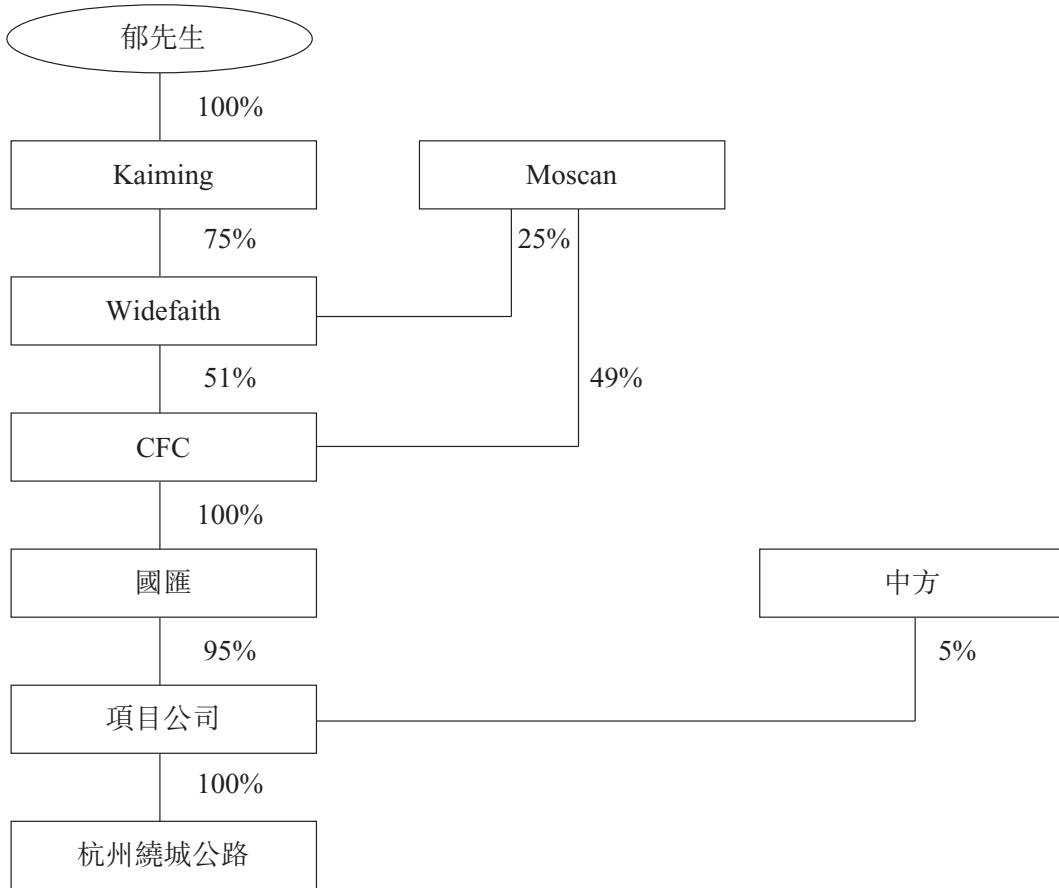 郁先生
100%
Kaiming
Moscan
75%
25%
Widefaith
51%
49%
CFC
100%
國匯
中方
95%
5%
項目公司
100%
杭州繞城公路